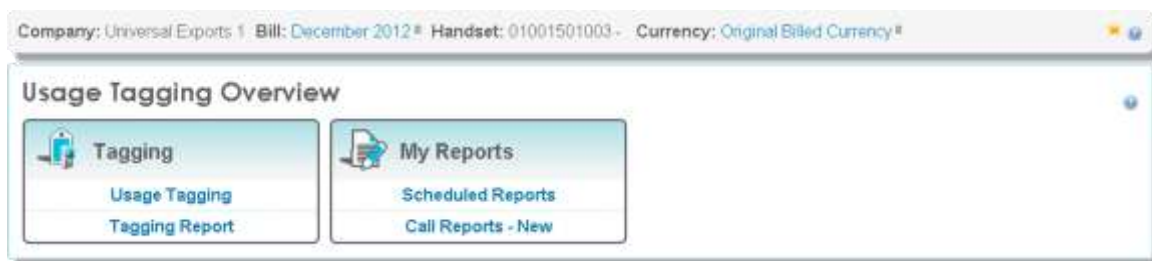 Company: Universal Exports 1 Bill: December 2012 Handset: 01001501003 - Currency: Original Billed Currency
Usage Tagging Overview
Tagging
Usage Tagging
Tagging Report
My Reports
Scheduled Reports
Call Reports - New